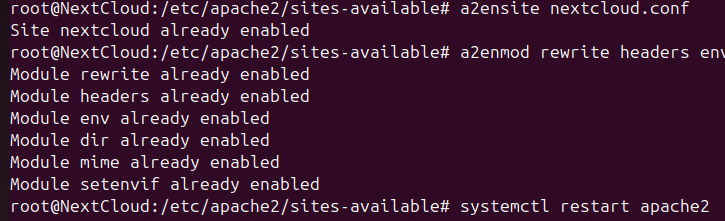 root@NextCloud:/etc/apache2/sites-available# a2ensite nextcloud.conf
Site nextcloud already enabled
root@NextCloud:/etc/apache2/sites-available# a2enmod rewrite headers env
Module rewrite already enabled
Module headers already enabled
Module env already enabled
Module dir already enabled
Module mime already enabled
Module setenvif already enabled
root@NextCloud:/etc/apache2/sites-available# systemctl restart apache2